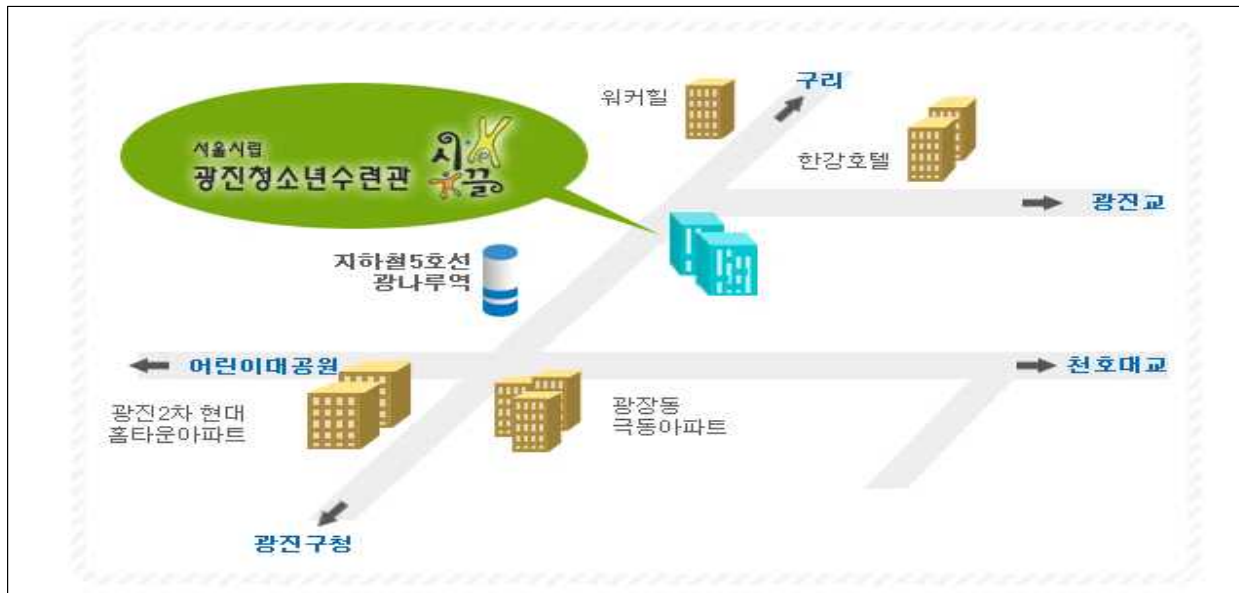 구리
워커힐
한강호텔
서울시립
광진청소년수련관
시끌
광진교
지하철5호선
광나루역
어린이대공원
천호대교
광진2차 현대
홈타운아파트
광장동
극동아파트
광진구청